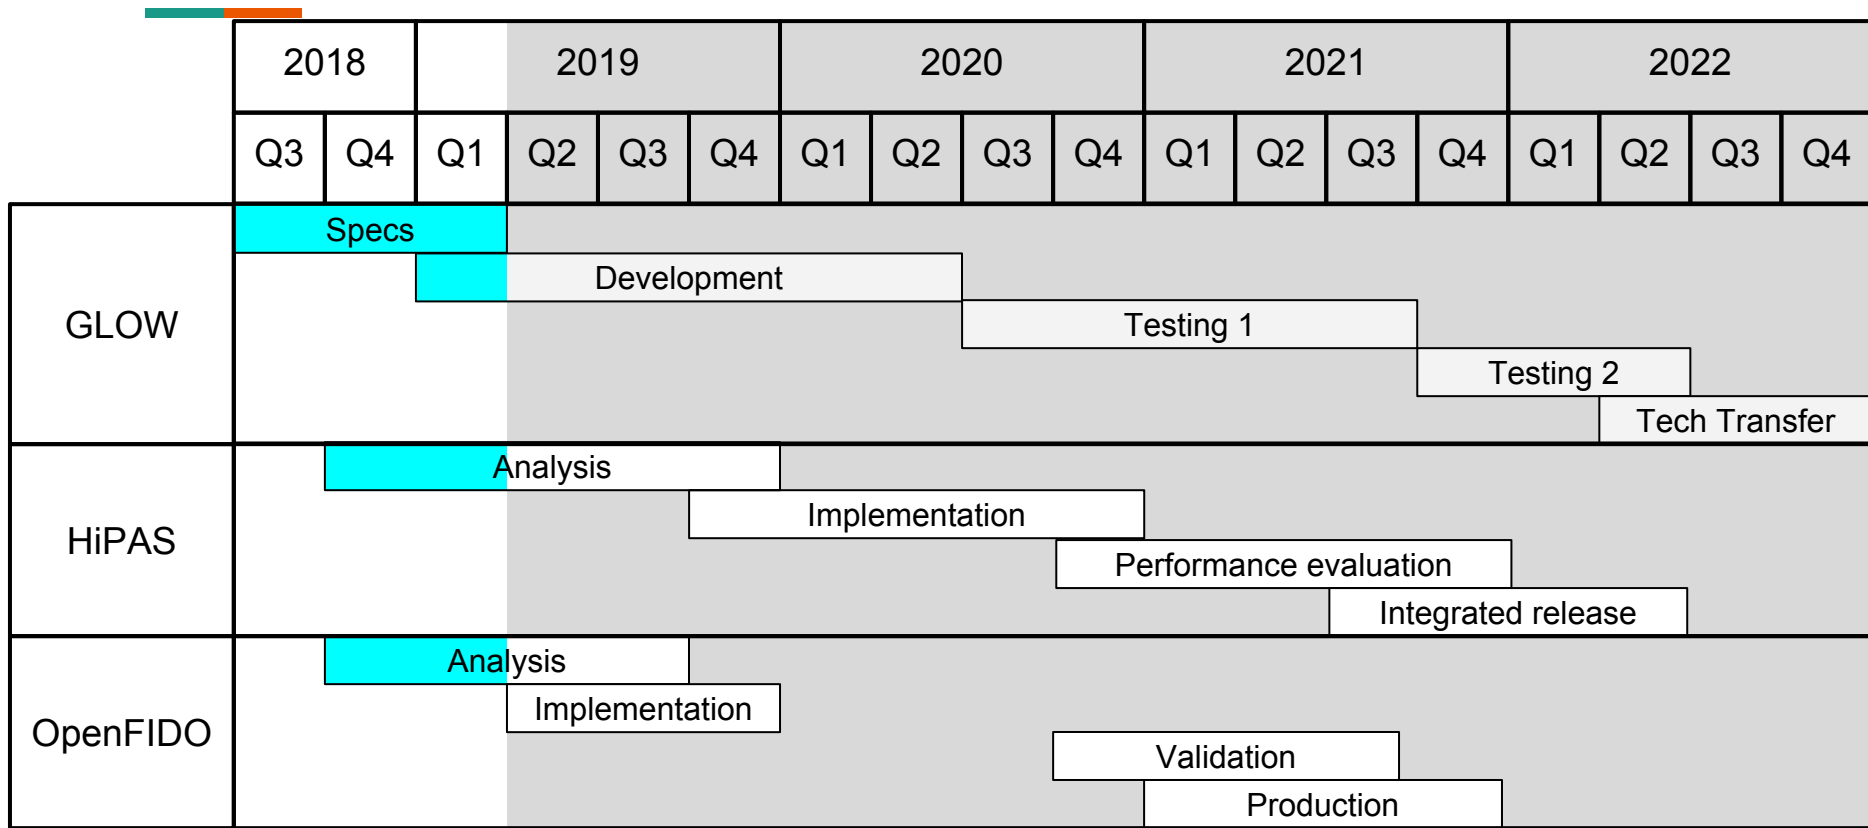 2018 2019 2020 2021 2022
Q3 Q4 Q1 Q2 Q3 Q4 Q1 Q2 Q3 Q4 Q1 Q2 Q3 Q4 Q1 Q2 Q3 Q4
GLOW
Specs
Development
Testing 1
Testing 2
Tech Transfer
HiPAS
Analysis
Implementation
Performance evaluation
Integrated release
OpenFIDO
Analysis
Implementation
Validation
Production